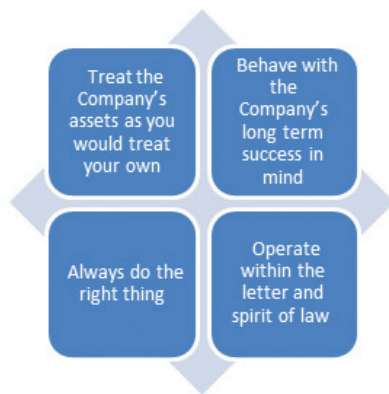 Treat the
Company's
assets as you
would treat
your own
Behave with
the
Company's
long term
success in
mind
Always do the
right thing
Operate
within the
letter and
spirit of law